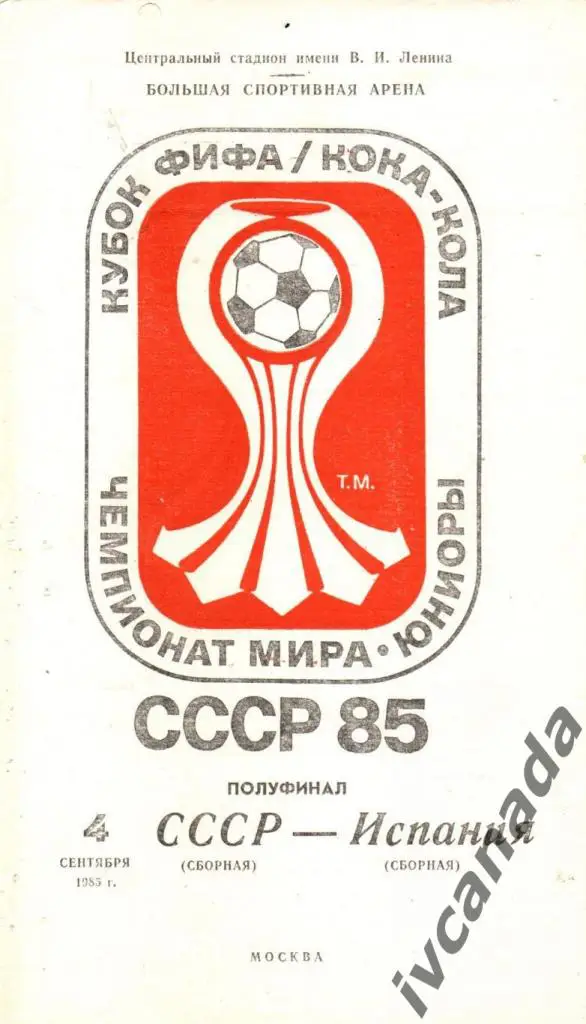 Центральный стадион имени В. И. Ленина
БОЛЬШАЯ СПОРТИВНАЯ АРЕНА
КУБОК ФИФА / КОКА-КОЛА
Т.М.
ЧЕМПИОНАТ МИРА • ЮНИОРЫ
СССР 85
ПОЛУФИНАЛ
4 СССР — Испания
СЕНТЯБРЯ (СБОРНАЯ) (СБОРНАЯ)
1985 г.
МОСКВА
ivcanada